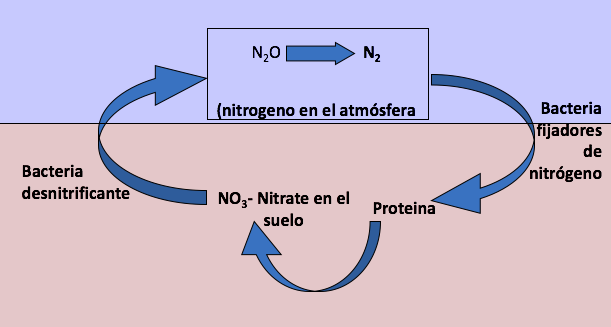 N₂O N₂
(nitrogeno en el atmósfera
Bacteria
fijadores
de
nitrógeno
Bacteria
desnitrificante
NO₃- Nitrate en el
suelo
Proteina